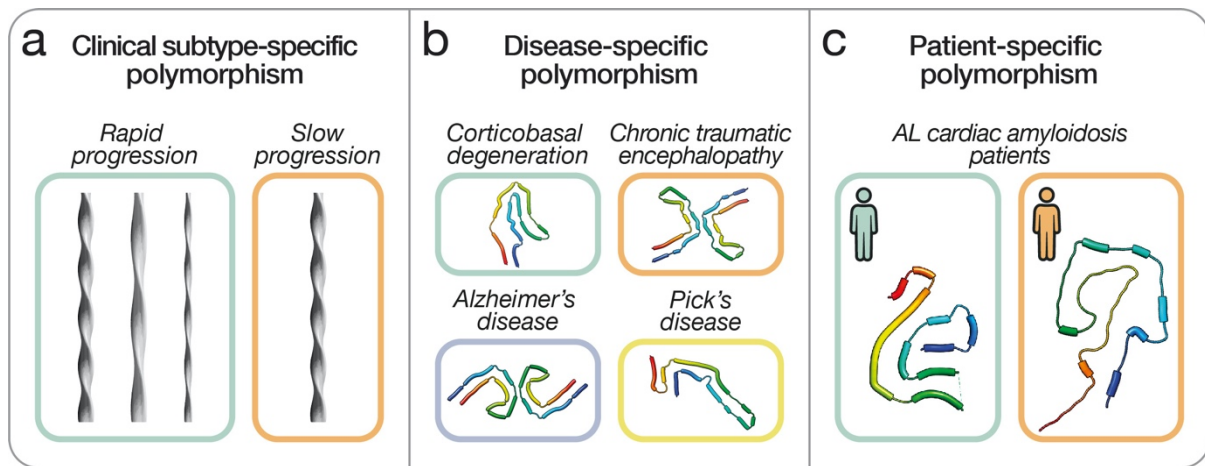 a
Clinical subtype-specific
polymorphism
Rapid
progression
Slow
progression
b
Disease-specific
polymorphism
Corticobasal
degeneration
Chronic traumatic
encephalopathy
Alzheimer's
disease
Pick's
disease
c
Patient-specific
polymorphism
AL cardiac amyloidosis
patients